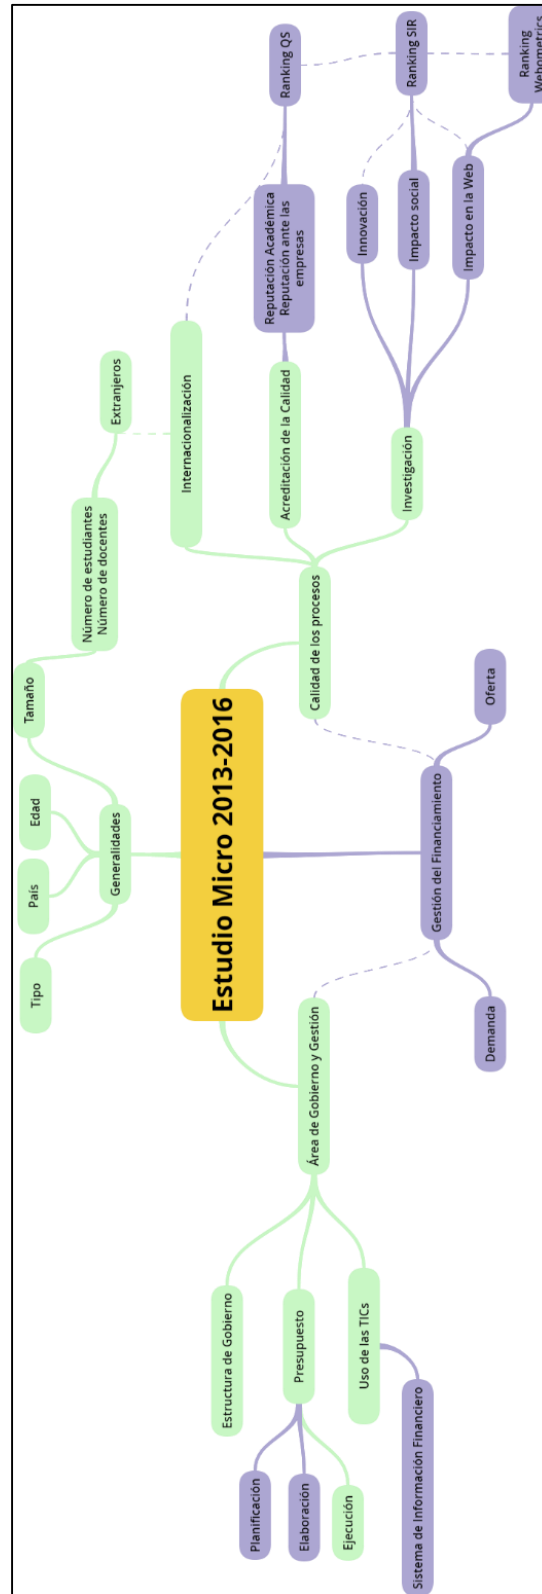 Estudio Micro 2013-2016
Generalidades
Tipo
País
Edad
Tamaño
Número de estudiantes
Número de docentes
Extranjeros
Calidad de los procesos
Internacionalización
Acreditación de la Calidad
Reputación Académica
Reputación ante las
empresas
Ranking QS
Investigación
Innovación
Impacto social
Impacto en la Web
Ranking SIR
Ranking
Webometrics
Gestión del Financiamiento
Oferta
Demanda
Área de Gobierno y Gestión
Estructura de Gobierno
Presupuesto
Planificación
Elaboración
Ejecución
Uso de las TICs
Sistema de Información Financiero